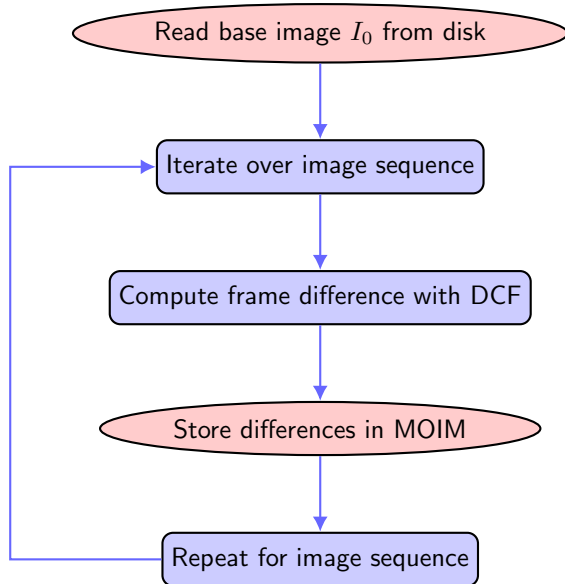 Read base image I₀ from disk
Iterate over image sequence
Compute frame difference with DCF
Store differences in MOIM
Repeat for image sequence